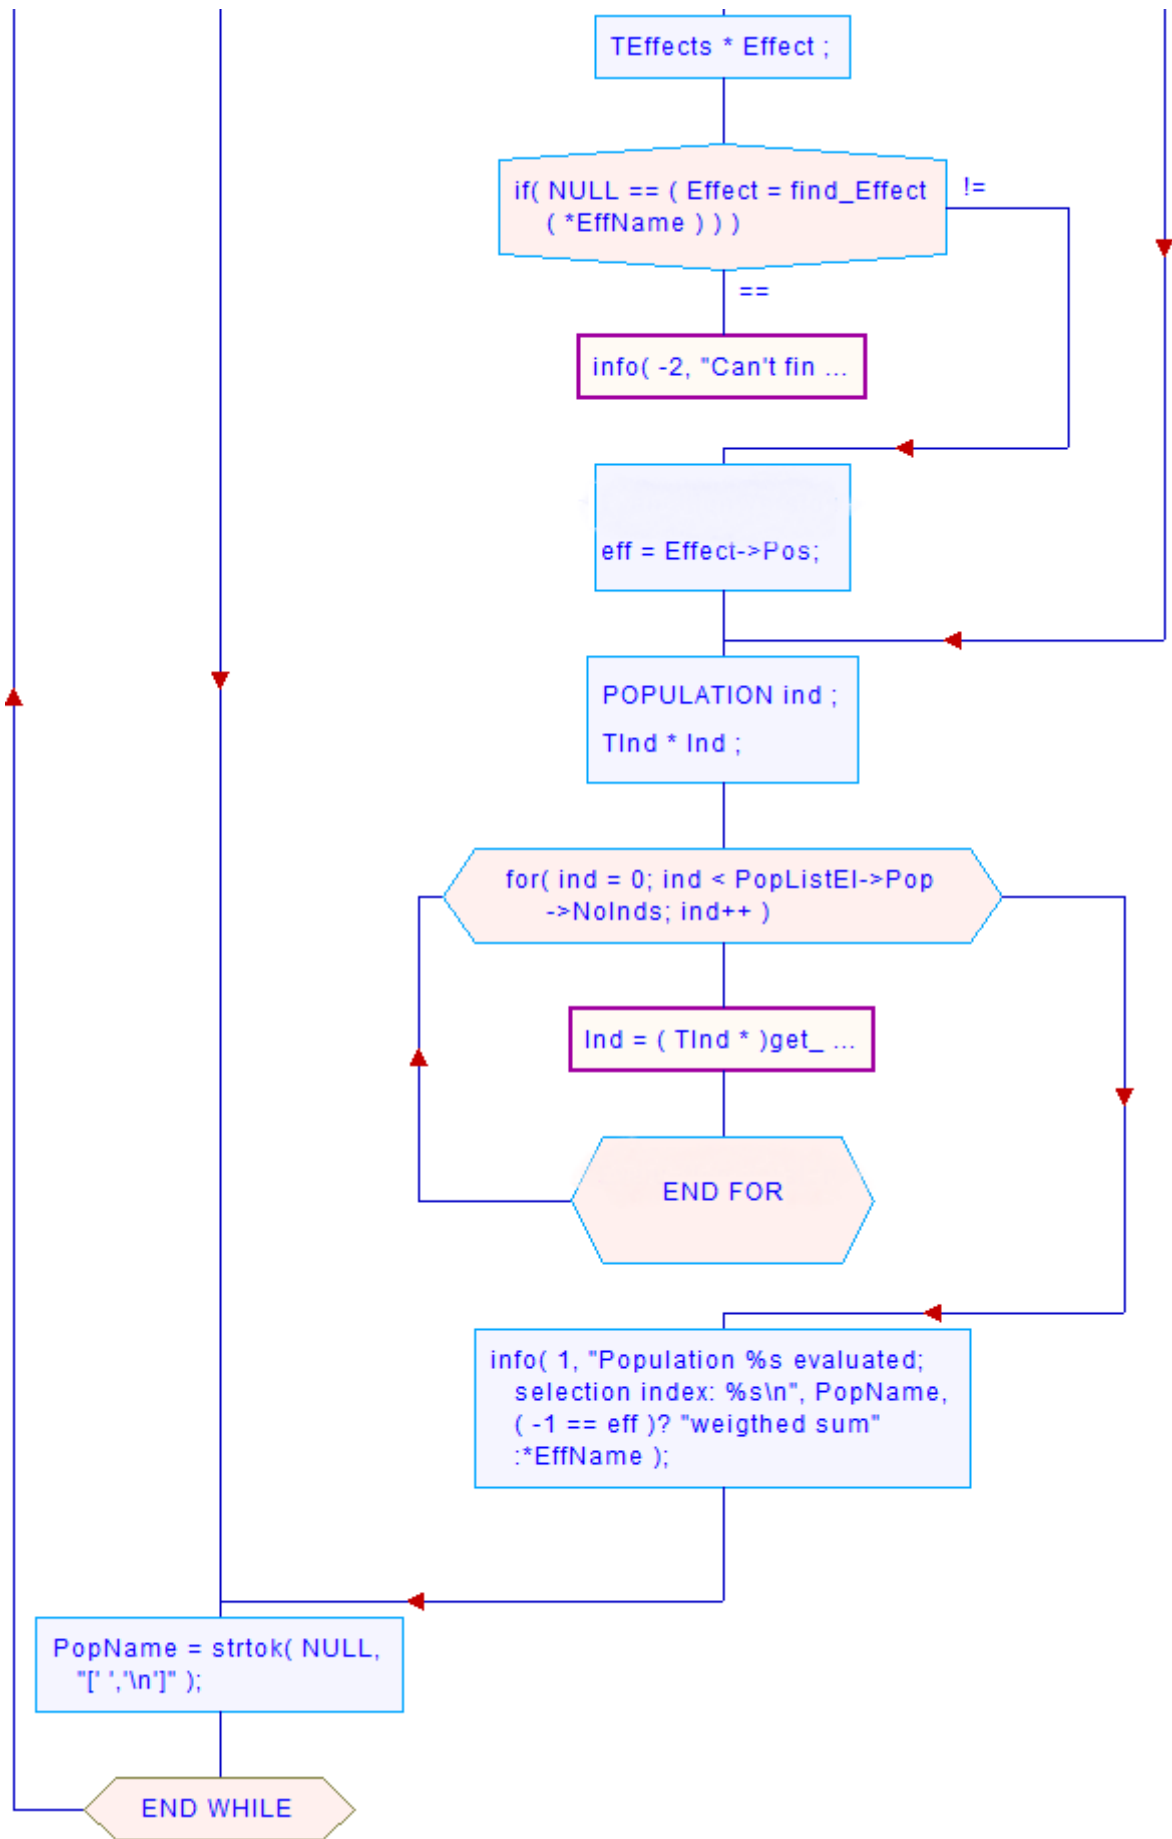 TEffects * Effect ;
if( NULL == ( Effect = find_Effect
( *EffName ) ) )
!=
==
info( -2, "Can't fin ...
eff = Effect->Pos;
POPULATION ind ;
TInd * Ind ;
for( ind = 0; ind < PopListEl->Pop
->NoInds; ind++ )
Ind = ( TInd * )get_ ...
END FOR
info( 1, "Population %s evaluated;
selection index: %s\n", PopName,
( -1 == eff )? "weigthed sum"
:*EffName );
PopName = strtok( NULL,
"[' ','\n']" );
END WHILE